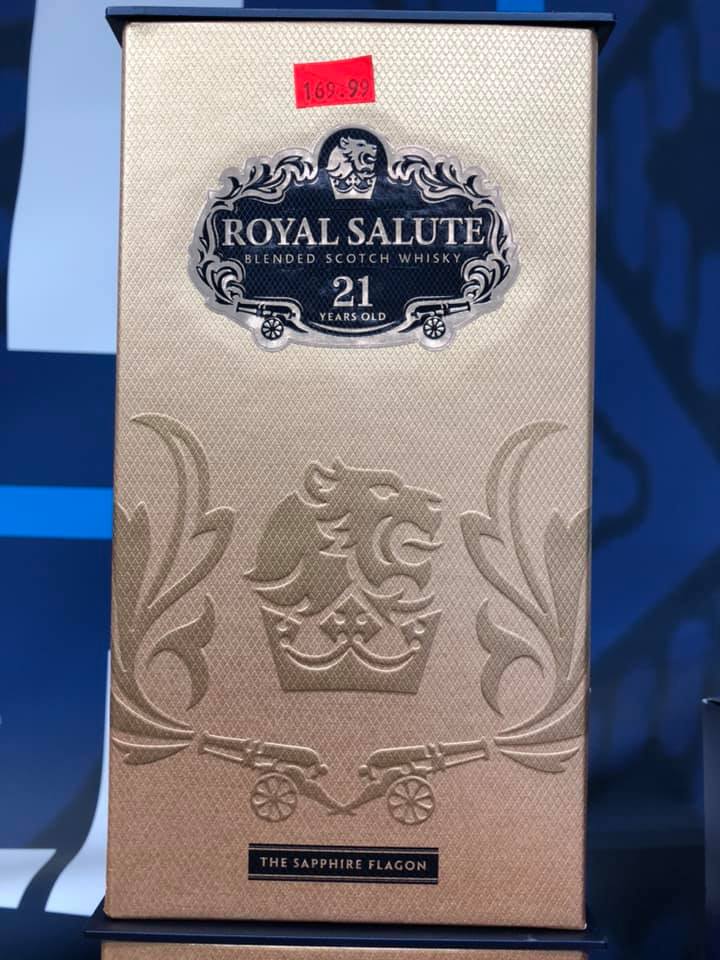 169.99
ROYAL SALUTE
BLENDED SCOTCH WHISKY
21
YEARS OLD
THE SAPPHIRE FLAGON